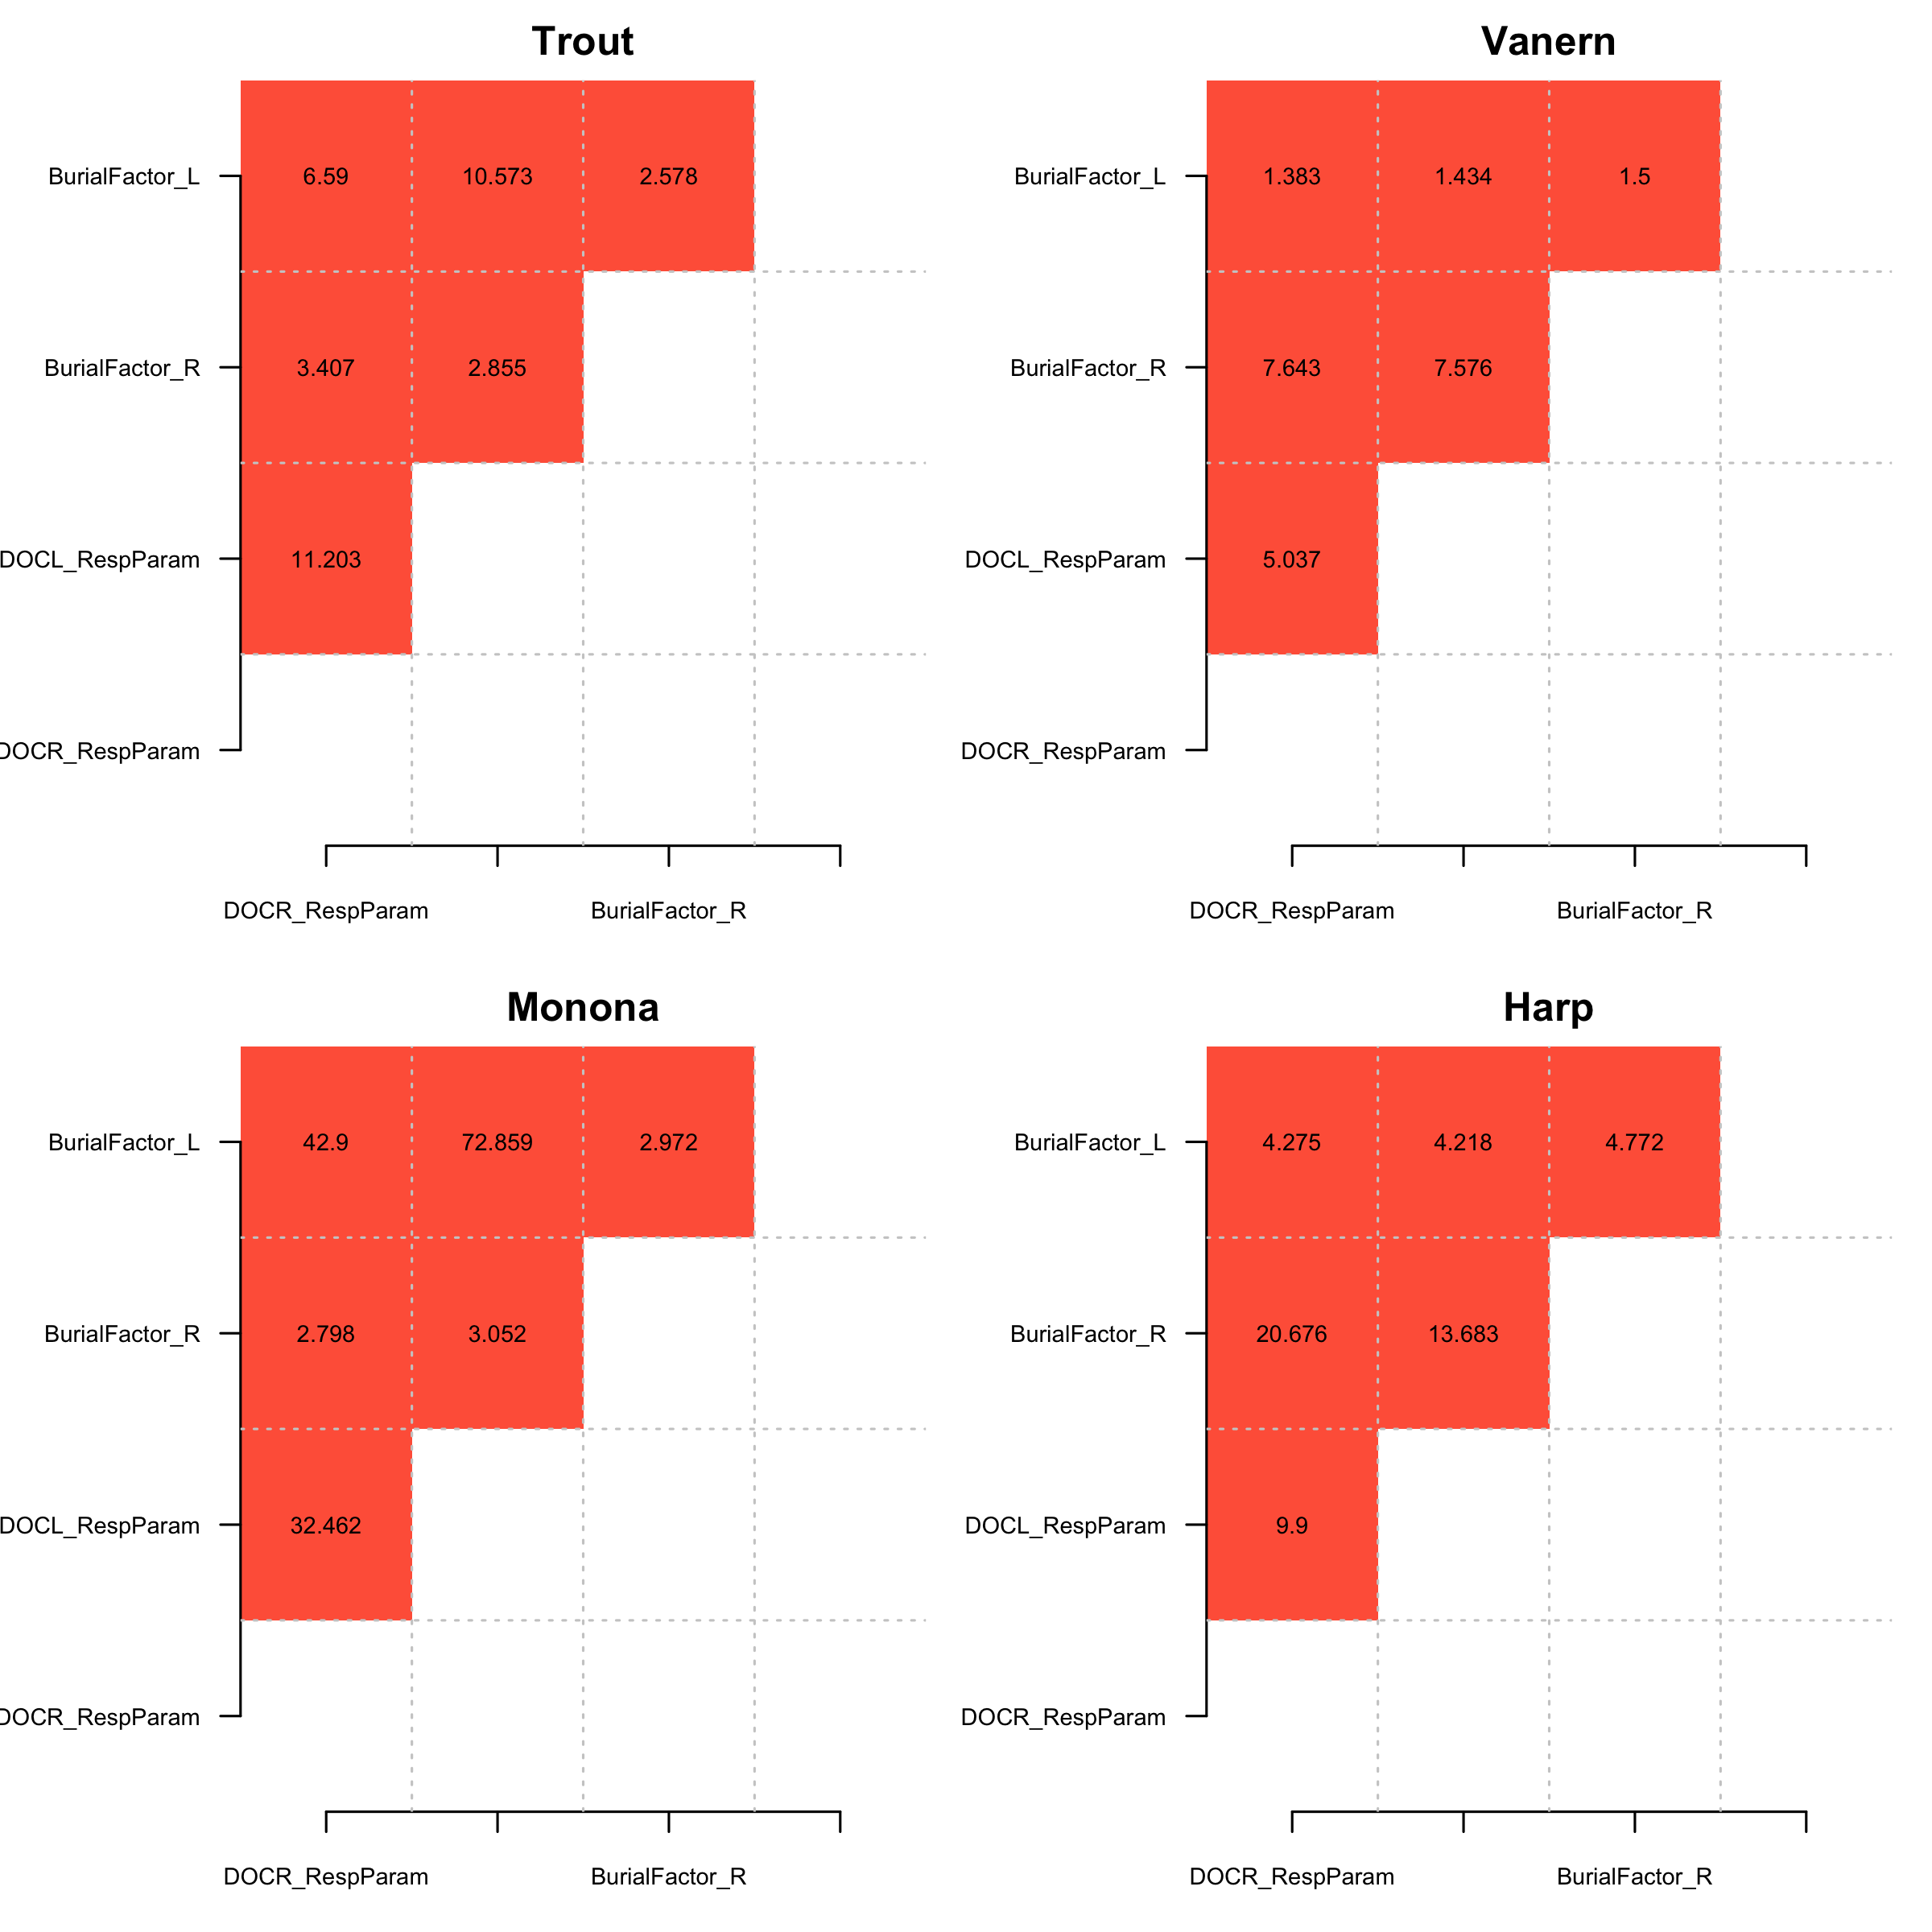 Trout
BurialFactor_L 6.59 10.573 2.578
BurialFactor_R 3.407 2.855
DOCL_RespParam 11.203
DOCR_RespParam
DOCR_RespParam BurialFactor_R
Vanern
BurialFactor_L 1.383 1.434 1.5
BurialFactor_R 7.643 7.576
DOCL_RespParam 5.037
DOCR_RespParam
DOCR_RespParam BurialFactor_R
Monona
BurialFactor_L 42.9 72.859 2.972
BurialFactor_R 2.798 3.052
DOCL_RespParam 32.462
DOCR_RespParam
DOCR_RespParam BurialFactor_R
Harp
BurialFactor_L 4.275 4.218 4.772
BurialFactor_R 20.676 13.683
DOCL_RespParam 9.9
DOCR_RespParam
DOCR_RespParam BurialFactor_R